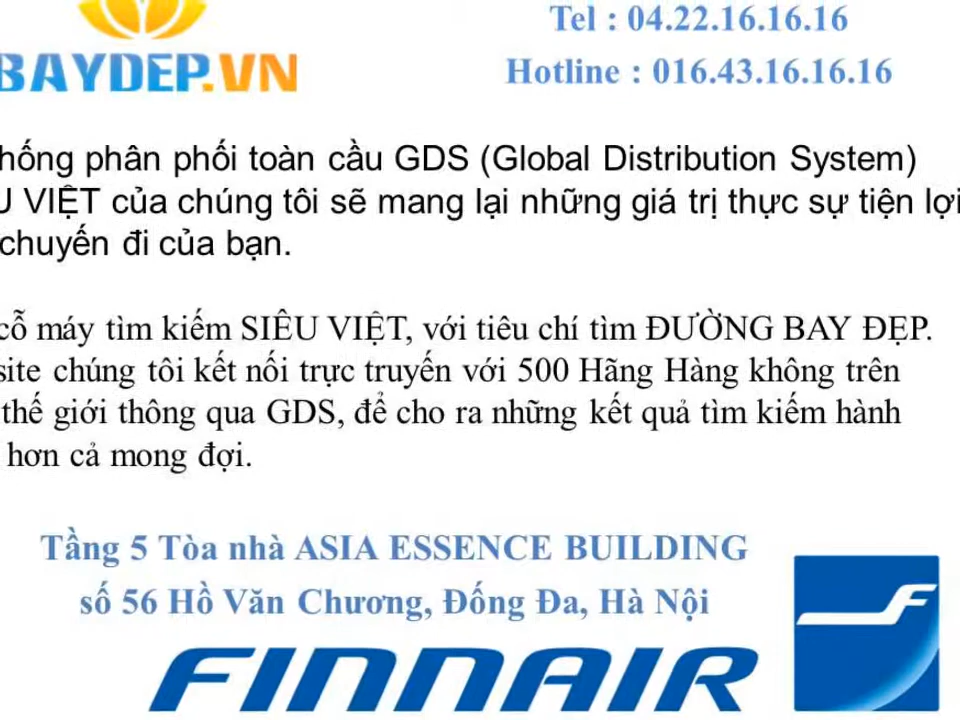 Tel : 04.22.16.16.16
BAYDEP.VN
Hotline : 016.43.16.16.16
hống phân phối toàn cầu GDS (Global Distribution System)
U VIỆT của chúng tôi sẽ mang lại những giá trị thực sự tiện lợi
chuyến đi của bạn.
cỗ máy tìm kiếm SIÊU VIỆT, với tiêu chí tìm ĐƯỜNG BAY ĐẸP.
site chúng tôi kết nối trực truyến với 500 Hãng Hàng không trên
thế giới thông qua GDS, để cho ra những kết quả tìm kiếm hành
hơn cả mong đợi.
Tầng 5 Tòa nhà ASIA ESSENCE BUILDING
số 56 Hồ Văn Chương, Đống Đa, Hà Nội
FINNAIR